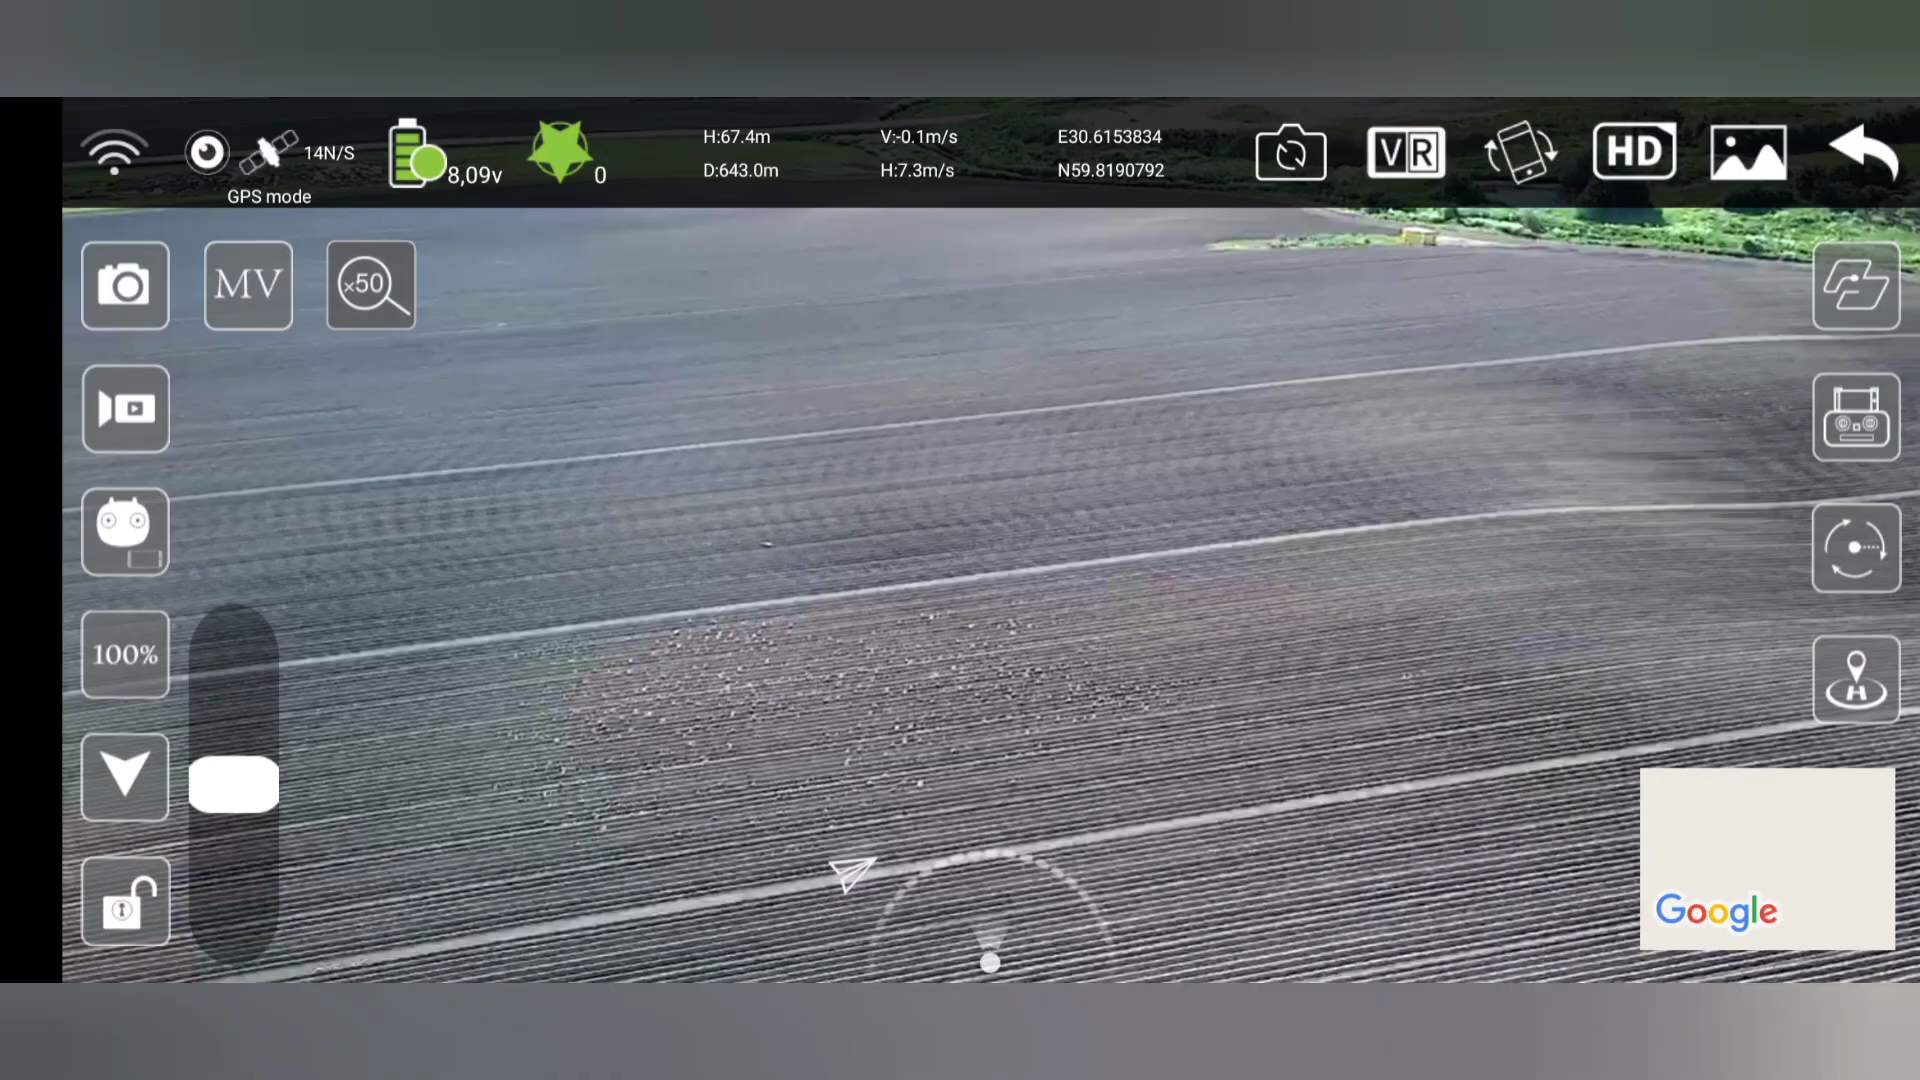 H:67.4m
V:-0.1m/s
E30.6153834
14N/S
8,09v
0
D:643.0m
H:7.3m/s
N59.8190792
GPS mode
VR
HD
MV
×50
100%
H
Google